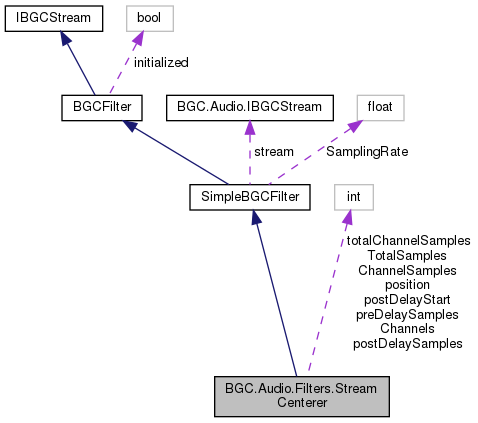 IBGCStream
bool
initialized
BGCFilter
BGC.Audio.IBGCStream
float
stream
SamplingRate
SimpleBGCFilter
int
totalChannelSamples
TotalSamples
ChannelSamples
position
postDelayStart
preDelaySamples
Channels
postDelaySamples
BGC.Audio.Filters.Stream
Centerer